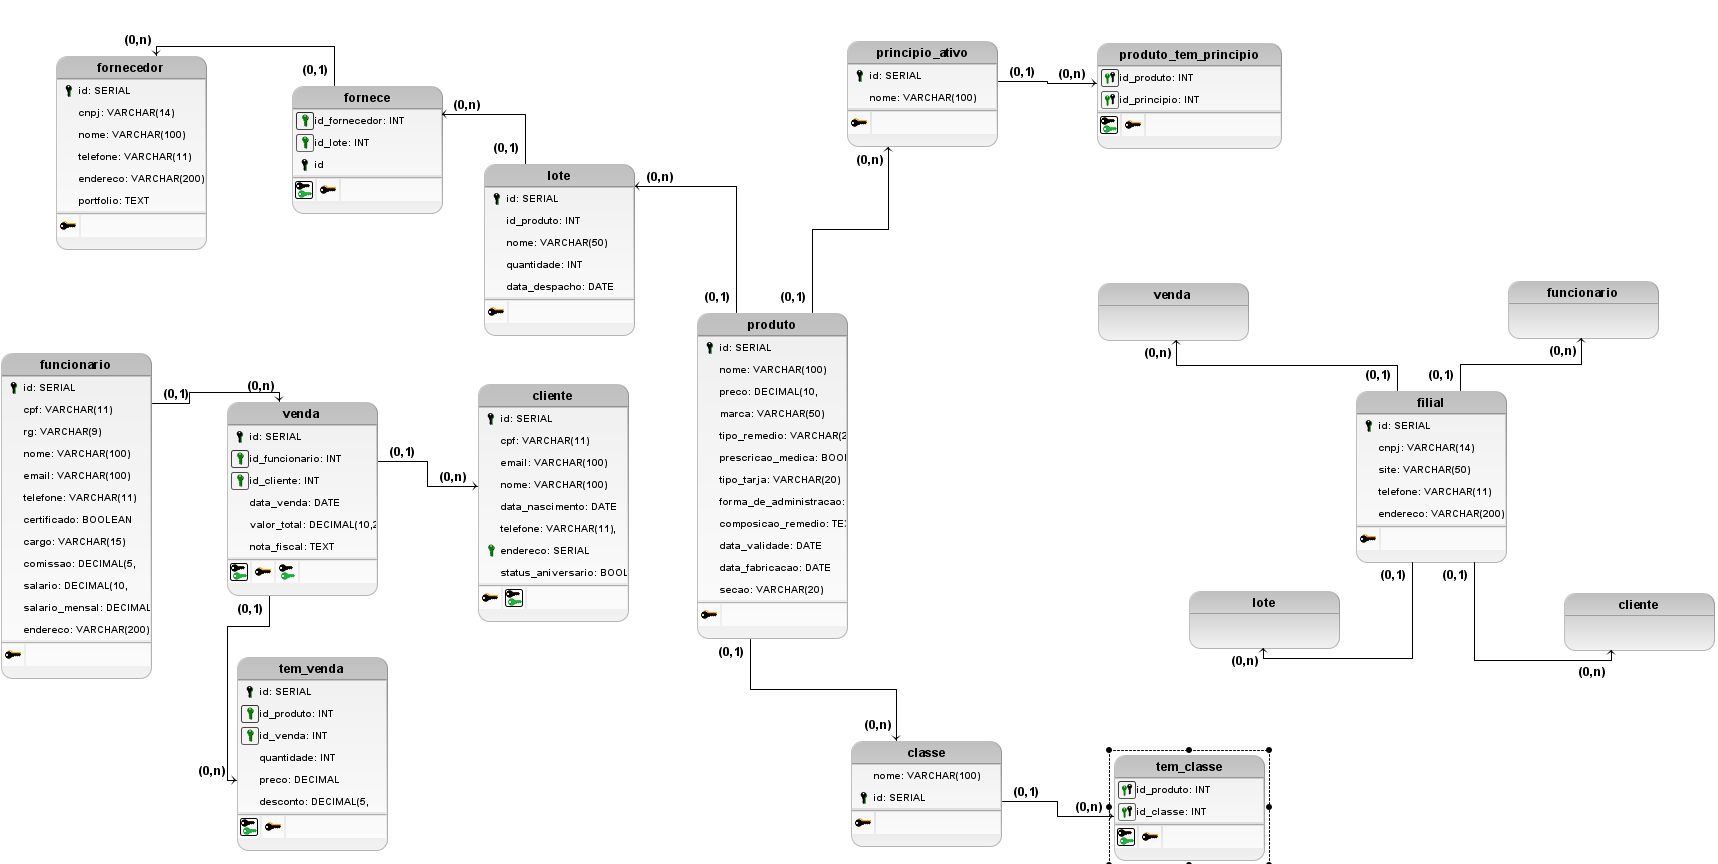 (0,n)
fornecedor
id: SERIAL
cnpj: VARCHAR(14)
nome: VARCHAR(100)
telefone: VARCHAR(11)
endereco: VARCHAR(200)
portfolio: TEXT
(0,1)
fornece
id_fornecedor: INT
id_lote: INT
id
(0,n)
(0,1)
lote
id: SERIAL
id_produto: INT
nome: VARCHAR(50)
quantidade: INT
data_despacho: DATE
(0,n)
principio_ativo
id: SERIAL
nome: VARCHAR(100)
(0,1)
(0,n)
produto_tem_principio
id_produto: INT
id_principio: INT
(0,n)
(0,1)
(0,1)
produto
id: SERIAL
nome: VARCHAR(100)
preco: DECIMAL(10,
marca: VARCHAR(50)
tipo_remedio: VARCHAR(2
prescricao_medica: BOOL
tipo_tarja: VARCHAR(20)
forma_de_administracao:
composicao_remedio: TEX
data_validade: DATE
data_fabricacao: DATE
secao: VARCHAR(20)
(0,1)
funcionario
id: SERIAL
cpf: VARCHAR(11)
rg: VARCHAR(9)
nome: VARCHAR(100)
email: VARCHAR(100)
telefone: VARCHAR(11)
certificado: BOOLEAN
cargo: VARCHAR(15)
comissao: DECIMAL(5,
salario: DECIMAL(10,
salario_mensal: DECIMAL
endereco: VARCHAR(200)
(0,1)
(0,n)
venda
id: SERIAL
id_funcionario: INT
id_cliente: INT
data_venda: DATE
valor_total: DECIMAL(10,2
nota_fiscal: TEXT
(0,1)
(0,n)
cliente
id: SERIAL
cpf: VARCHAR(11)
email: VARCHAR(100)
nome: VARCHAR(100)
data_nascimento: DATE
telefone: VARCHAR(11),
endereco: SERIAL
status_aniversario: BOOL
(0,1)
(0,n)
tem_venda
id: SERIAL
id_produto: INT
id_venda: INT
quantidade: INT
preco: DECIMAL
desconto: DECIMAL(5,
(0,n)
classe
nome: VARCHAR(100)
id: SERIAL
(0,1)
(0,n)
tem_classe
id_produto: INT
id_classe: INT
venda
(0,n)
funcionario
(0,n)
(0,1)
(0,1)
filial
id: SERIAL
cnpj: VARCHAR(14)
site: VARCHAR(50)
telefone: VARCHAR(11)
endereco: VARCHAR(200)
(0,1)
(0,1)
lote
(0,n)
cliente
(0,n)